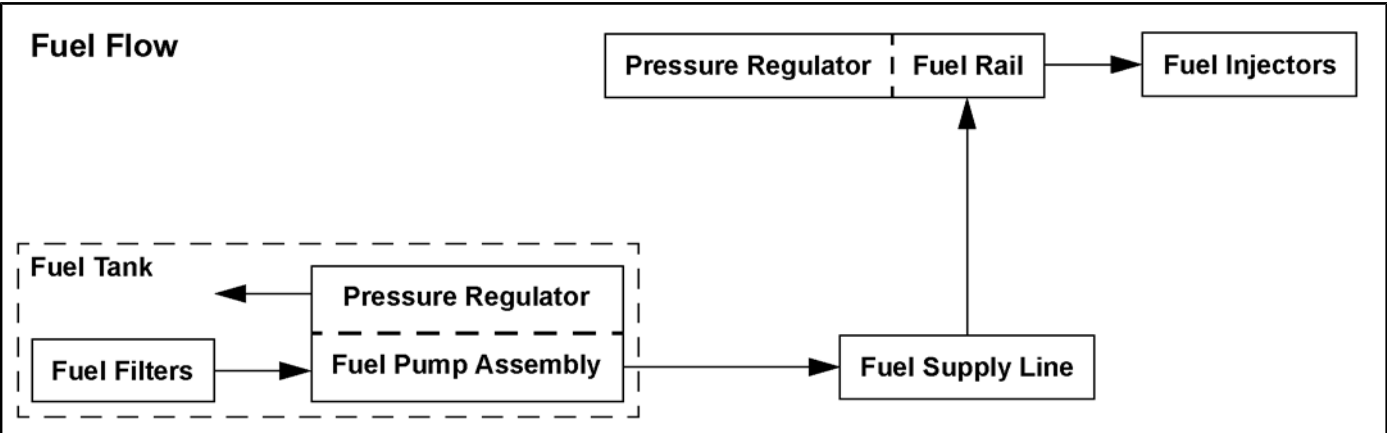 Fuel Flow
Pressure Regulator
Fuel Rail
Fuel Injectors
Fuel Tank
Pressure Regulator
Fuel Filters
Fuel Pump Assembly
Fuel Supply Line